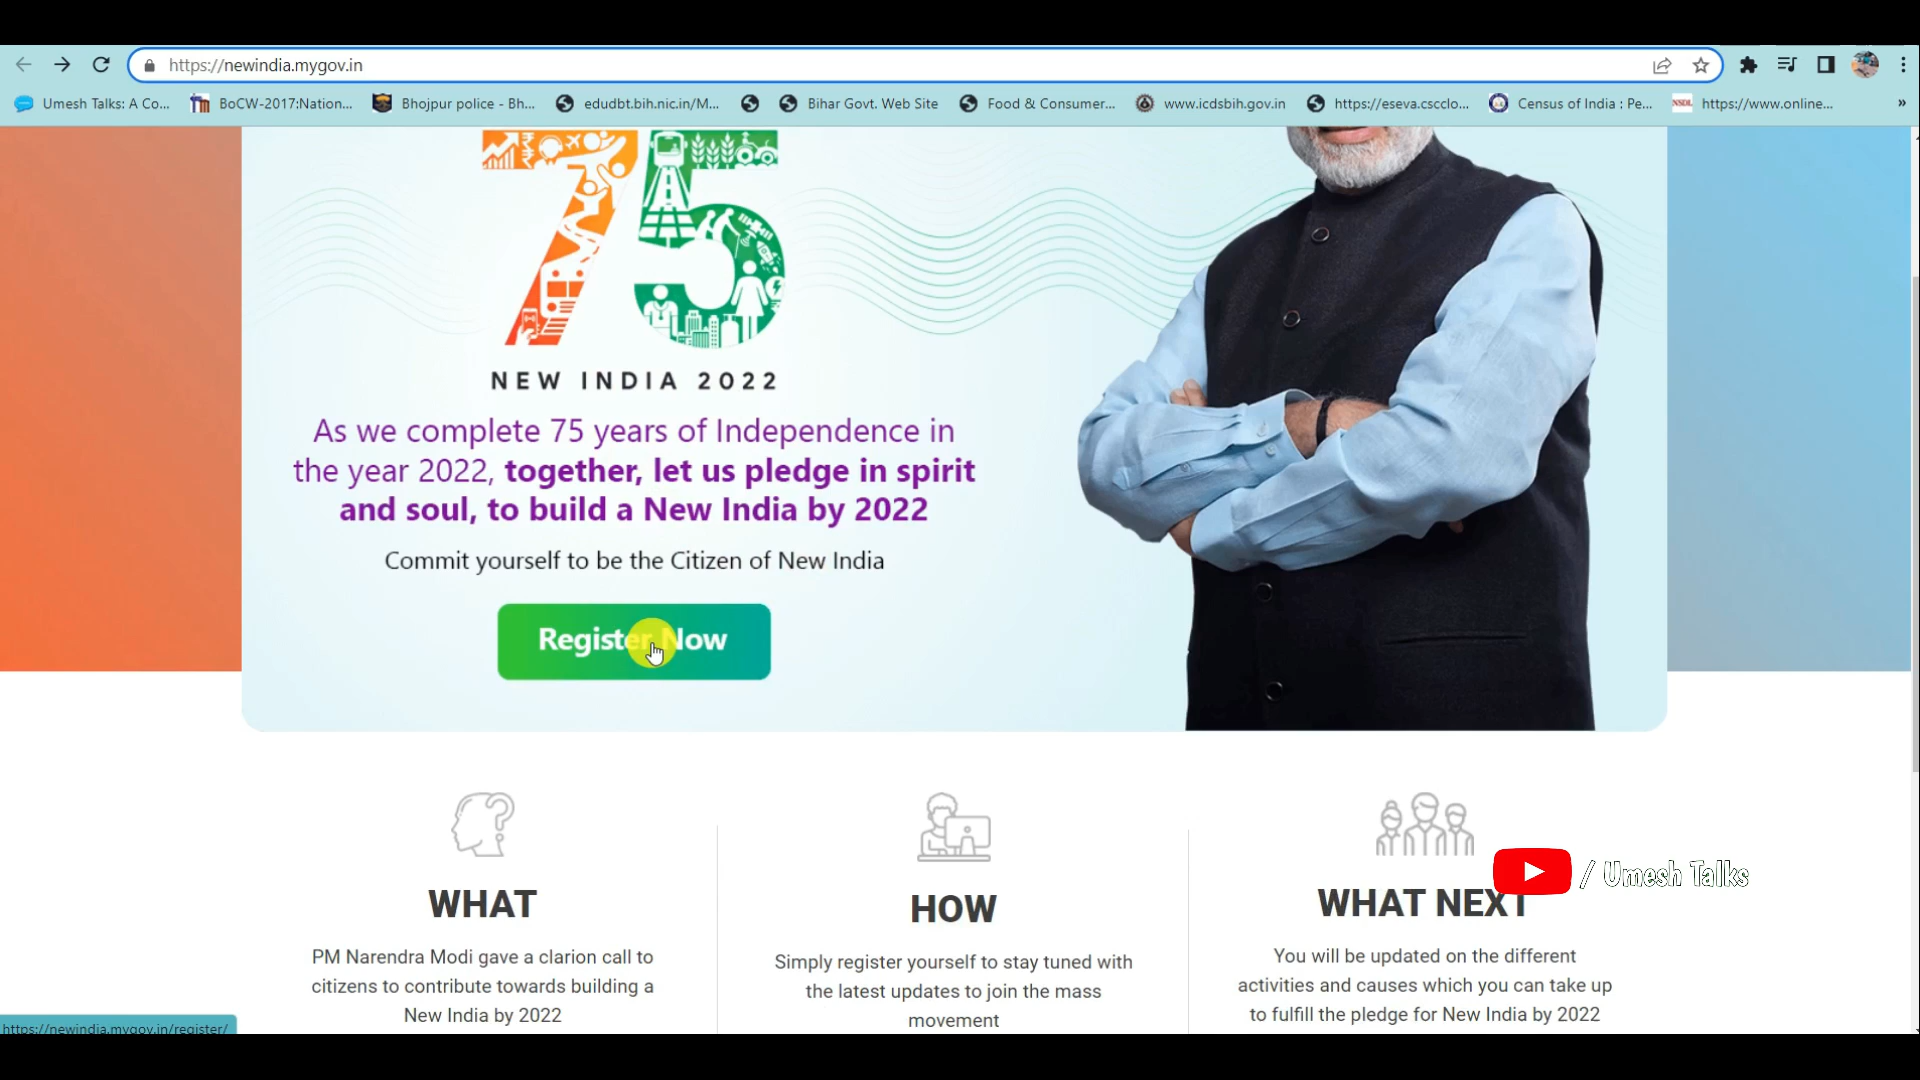 https://newindia.mygov.in
Umesh Talks: A Co...
BoCW-2017:Nation...
Bhojpur police - Bh...
edudbt.bih.nic.in/M...
Bihar Govt. Web Site
Food & Consumer...
www.icdsbih.gov.in
https://eseva.cscclo...
Census of India : Pe...
NSDL
https://www.online...
»
75
NEW INDIA 2022
As we complete 75 years of Independence in
the year 2022, together, let us pledge in spirit
and soul, to build a New India by 2022
Commit yourself to be the Citizen of New India
Register Now
WHAT
PM Narendra Modi gave a clarion call to
citizens to contribute towards building a
New India by 2022
HOW
Simply register yourself to stay tuned with
the latest updates to join the mass
movement
/ Umesh Talks
WHAT NEXT
You will be updated on the different
activities and causes which you can take up
to fulfill the pledge for New India by 2022
https://newindia.mygov.in/register/